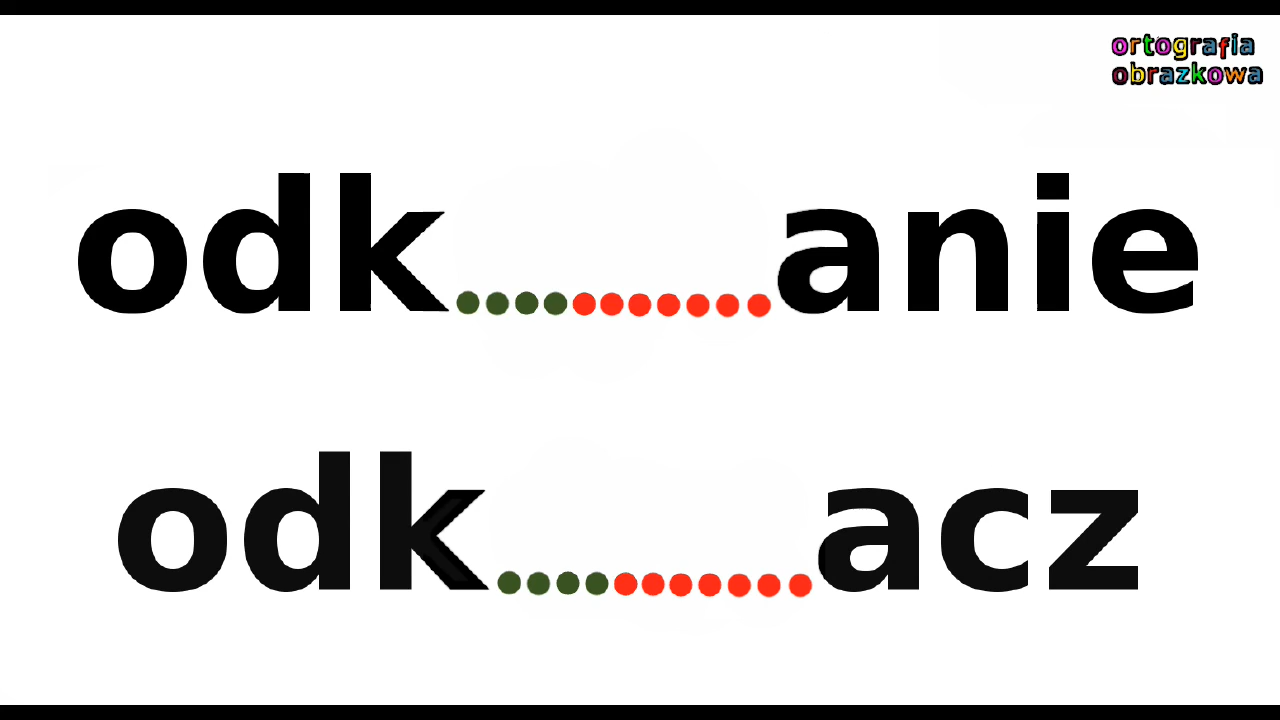 ortografia
obrazkowa
odk...........anie
odk...........acz